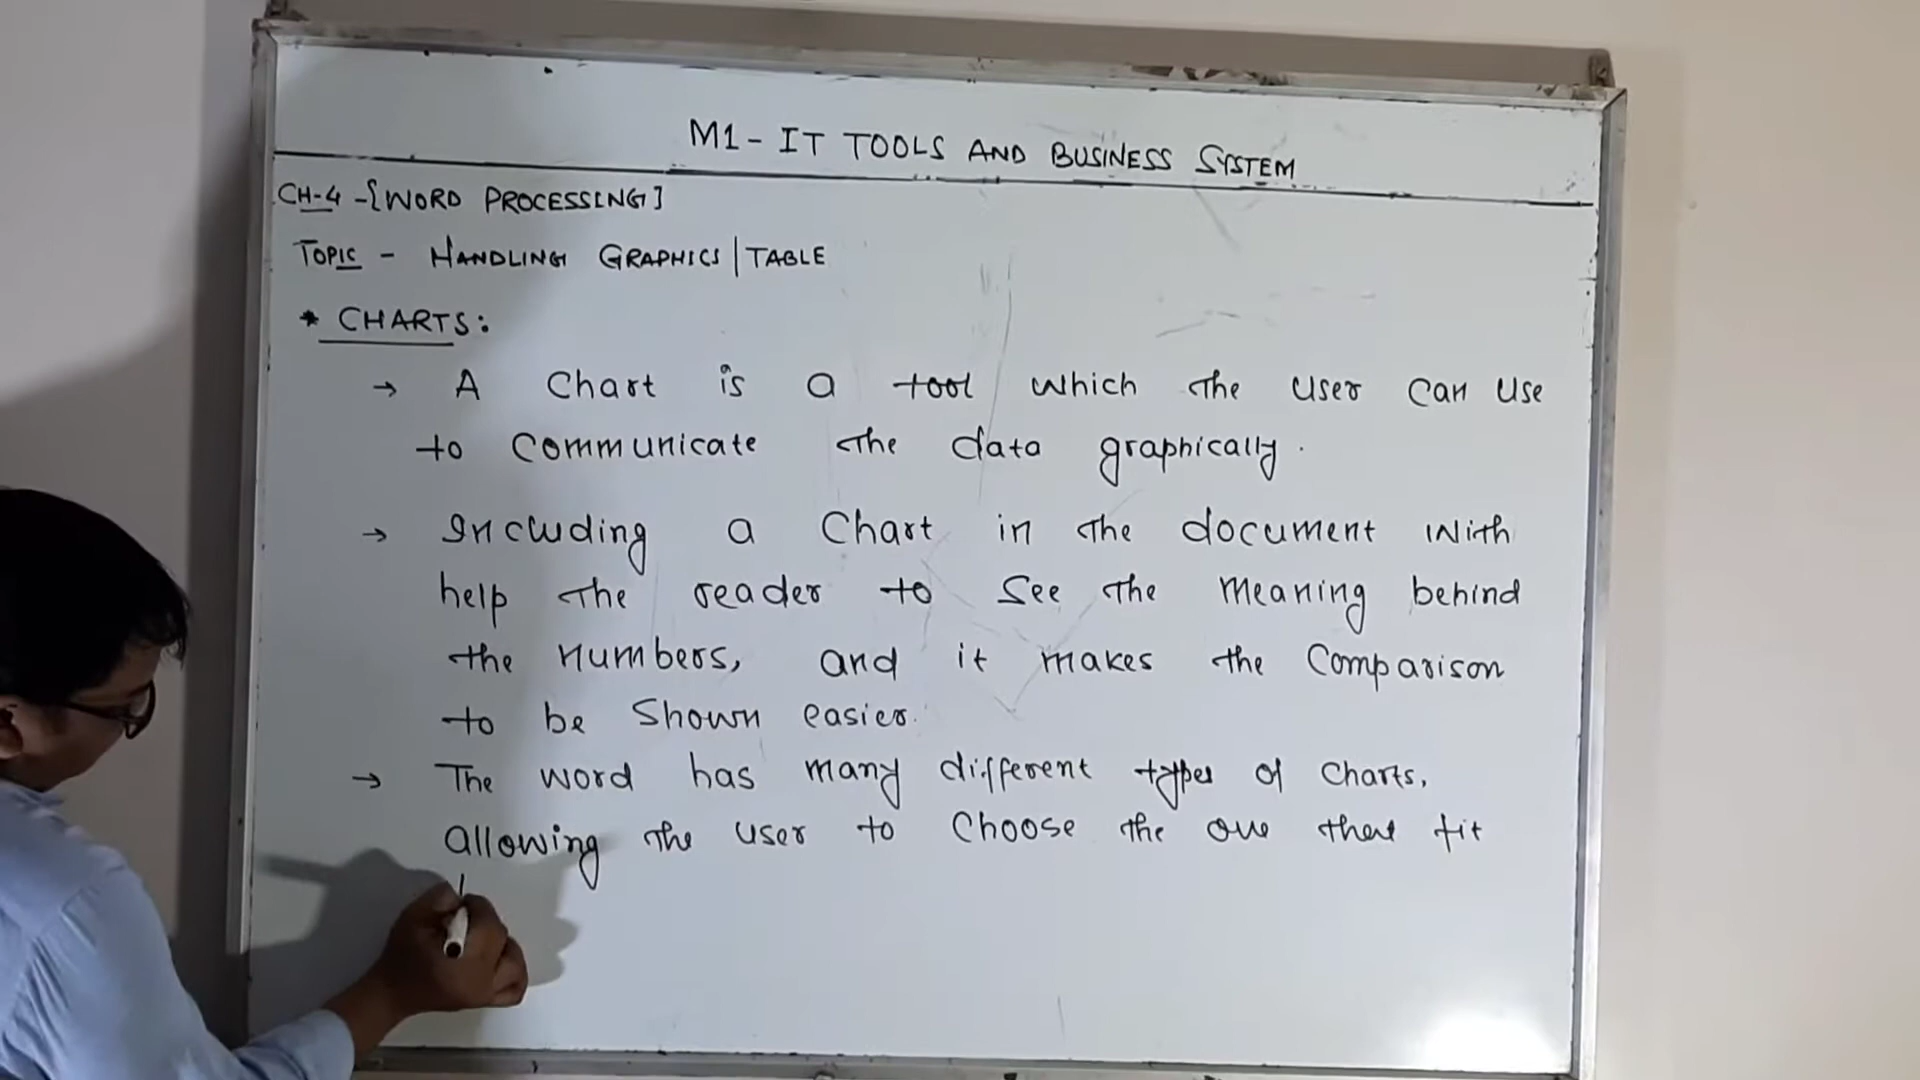 M1 - IT TOOLS AND BUSINESS SYSTEM
CH-4 - [WORD PROCESSING]
TOPIC - HANDLING GRAPHICS | TABLE
* CHARTS:
→ A Chart is a tool which the user can use
to communicate the data graphically.
→ Including a Chart in the document with
help the reader to see the meaning behind
the numbers, and it makes the Comparison
to be Shown easier.
→ The word has many different types of Charts,
allowing the user to Choose the one that fit